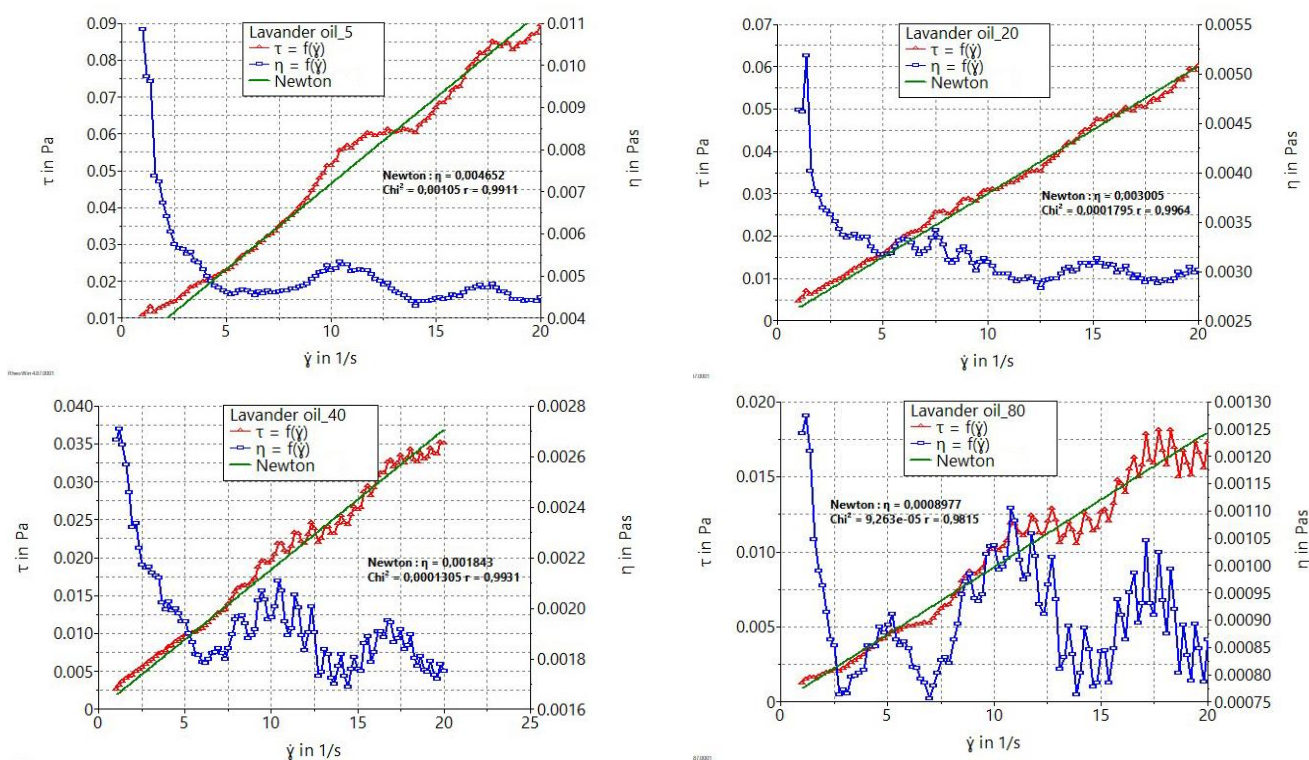 Lavander oil_5
τ = f(γ̇)
η = f(γ̇)
Newton
0.09
0.08
0.07
0.06
0.05
0.04
0.03
0.02
0.01
τ in Pa
0.011
0.010
0.009
0.008
0.007
0.006
0.005
0.004
η in Pas
Newton : η = 0,004652
Chi² = 0,00105 r = 0,9911
0 5 10 15 20
γ̇ in 1/s
Lavander oil_20
τ = f(γ̇)
η = f(γ̇)
Newton
0.07
0.06
0.05
0.04
0.03
0.02
0.01
0
τ in Pa
0.0055
0.0050
0.0045
0.0040
0.0035
0.0030
0.0025
η in Pas
Newton : η = 0,003005
Chi² = 0,0001795 r = 0,9964
0 5 10 15 20
γ̇ in 1/s
Lavander oil_40
τ = f(γ̇)
η = f(γ̇)
Newton
0.040
0.035
0.030
0.025
0.020
0.015
0.010
0.005
0
τ in Pa
0.0028
0.0026
0.0024
0.0022
0.0020
0.0018
0.0016
η in Pas
Newton : η = 0,001843
Chi² = 0,0001305 r = 0,9931
0 5 10 15 20 25
γ̇ in 1/s
Lavander oil_80
τ = f(γ̇)
η = f(γ̇)
Newton
0.020
0.015
0.010
0.005
0
τ in Pa
0.00130
0.00125
0.00120
0.00115
0.00110
0.00105
0.00100
0.00095
0.00090
0.00085
0.00080
0.00075
η in Pas
Newton : η = 0,0008977
Chi² = 9,263e-05 r = 0,9815
0 5 10 15 20
γ̇ in 1/s